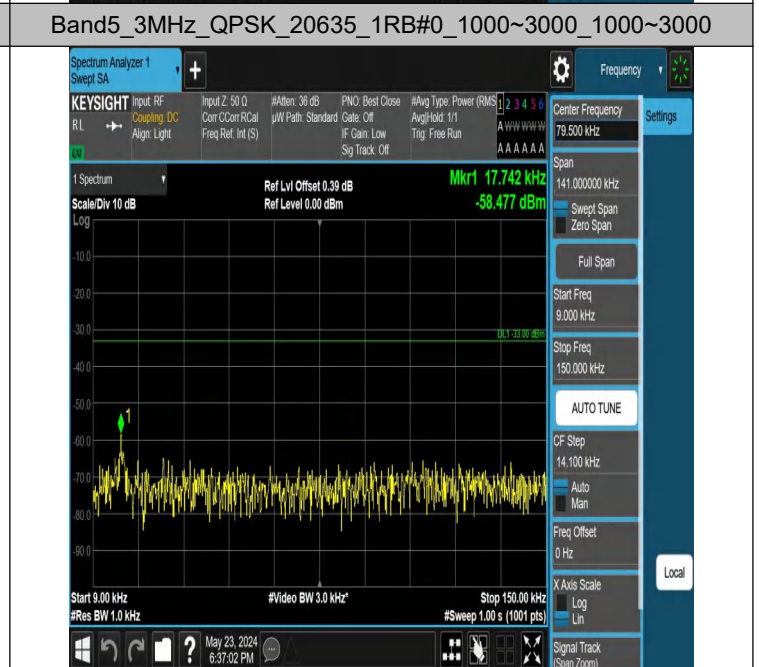 Band5_3MHz_QPSK_20635_1RB#0_1000~3000_1000~3000
Spectrum Analyzer 1
Swept SA
+
Frequency
KEYSIGHT
RL
Input: RF
Coupling: DC
Align: Light
Input Z: 50 Ω
Corr CCorr RCal
Freq Ref: Int (S)
#Atten: 36 dB
µW Path: Standard
PNO: Best Close
Gate: Off
IF Gain: Low
Sig Track: Off
#Avg Type: Power (RMS
Avg|Hold: 1/1
Trig: Free Run
1 2 3 4 5 6
A W W W W W
A A A A A A
LXI
Center Frequency
79.500 kHz
Settings
Span
141.000000 kHz
Swept Span
Zero Span
Full Span
Start Freq
9.000 kHz
Stop Freq
150.000 kHz
AUTO TUNE
CF Step
14.100 kHz
Auto
Man
Freq Offset
0 Hz
X Axis Scale
Log
Lin
Signal Track
(Span Zoom)
Local
1 Spectrum
Scale/Div 10 dB
Log
Ref Lvl Offset 0.39 dB
Ref Level 0.00 dBm
Mkr1 17.742 kHz
-58.477 dBm
-10.0
-20.0
-30.0
-40.0
-50.0
-60.0
-70.0
-80.0
-90.0
DL1 -33.00 dBm
1
Start 9.00 kHz
#Res BW 1.0 kHz
#Video BW 3.0 kHz*
Stop 150.00 kHz
#Sweep 1.00 s (1001 pts)
?
May 23, 2024
6:37:02 PM